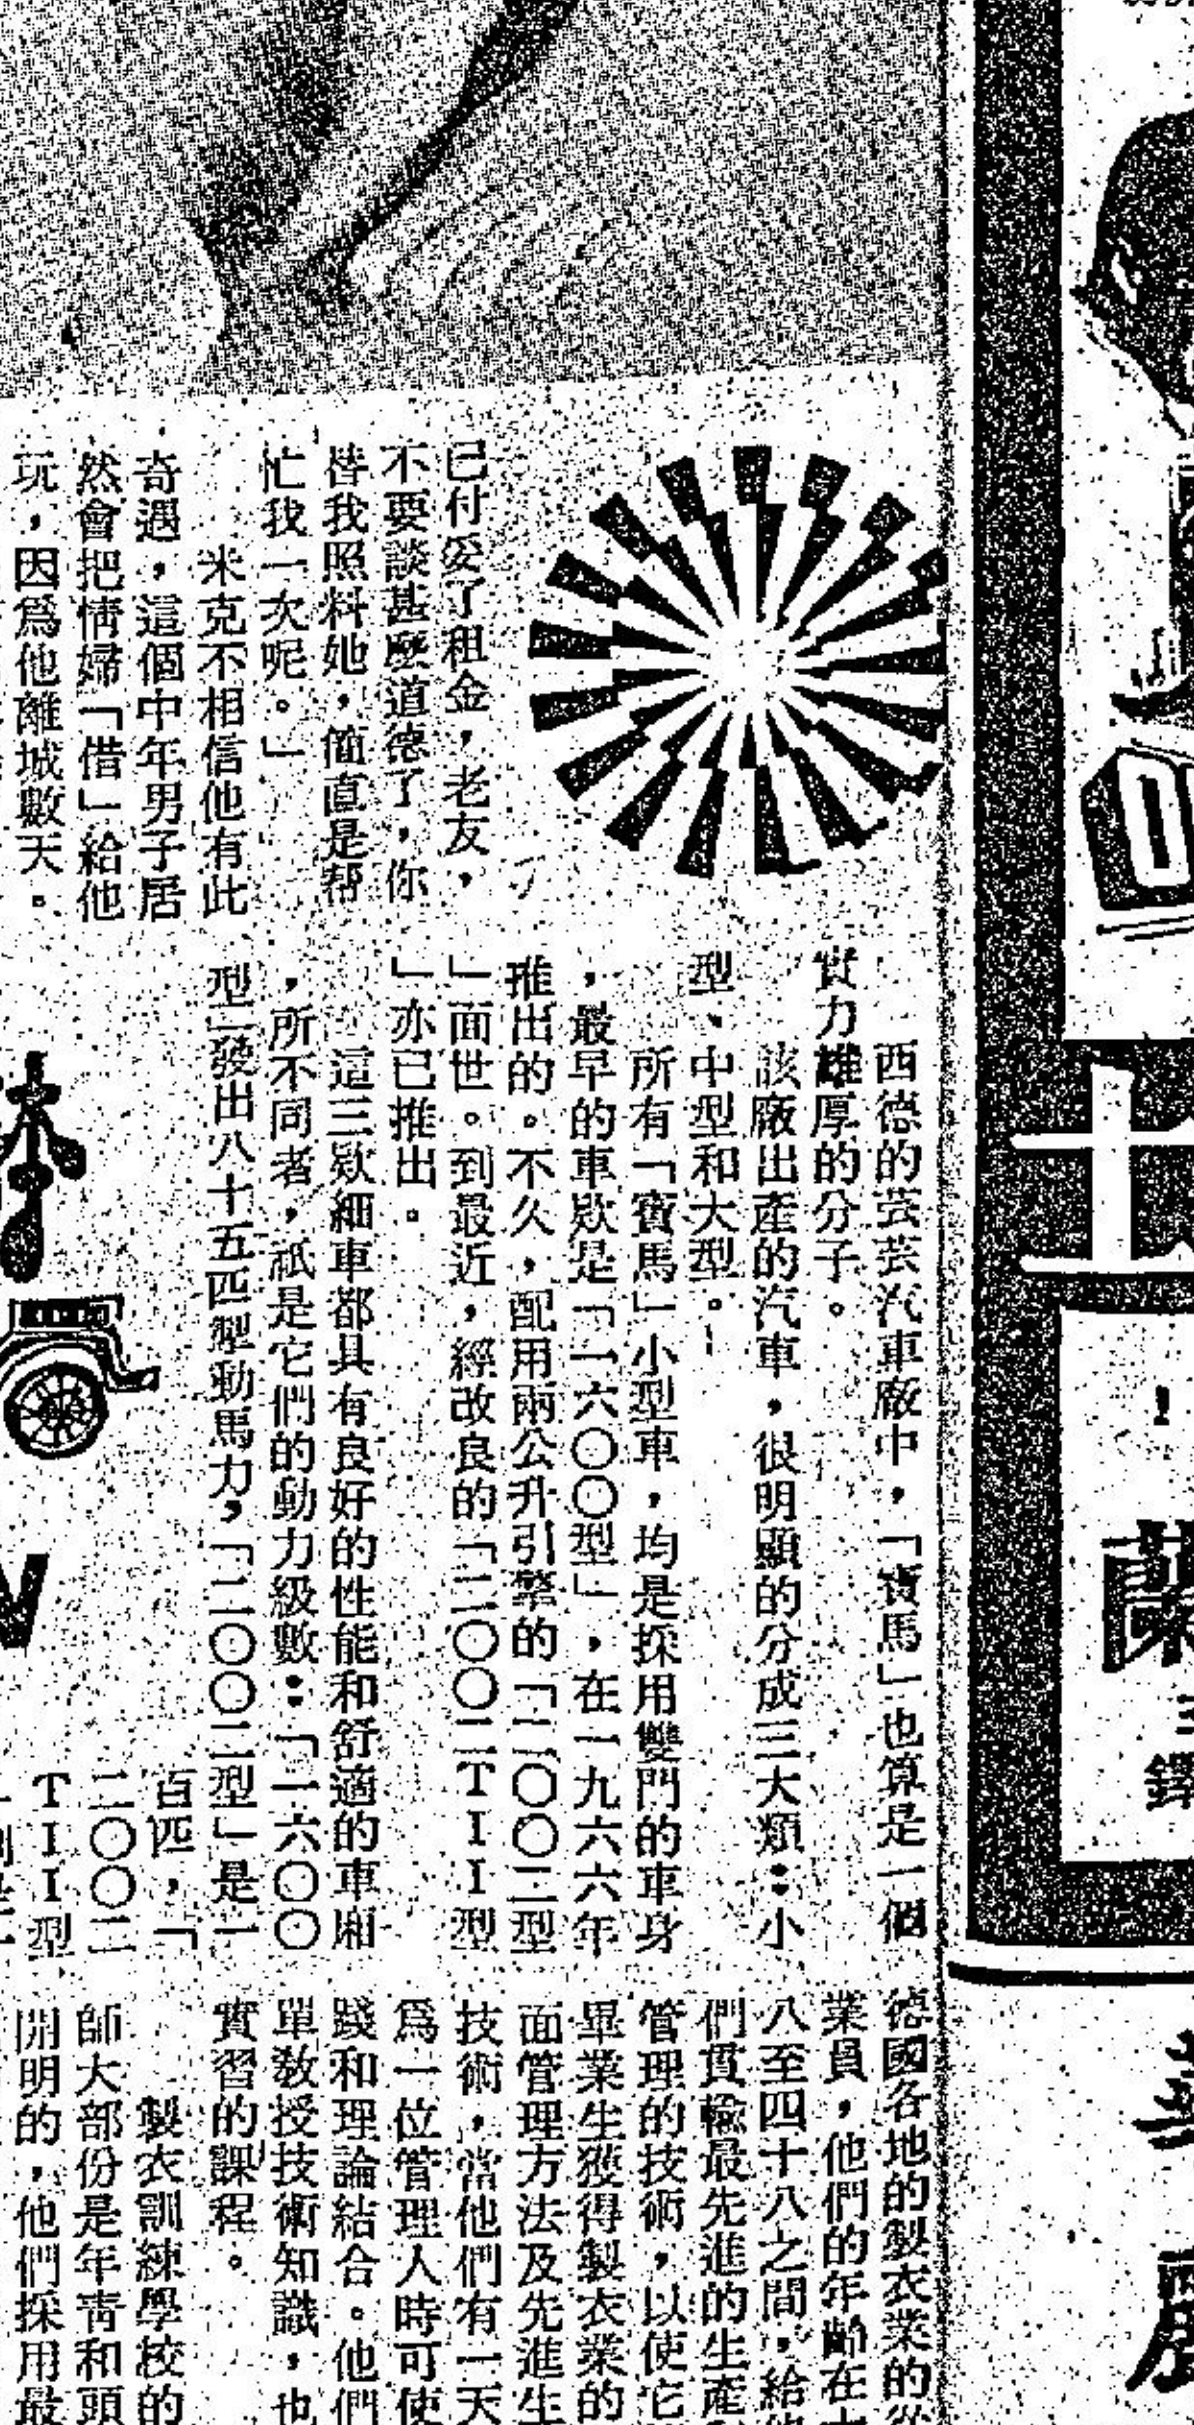 已付妥了租金，老友，
不要談甚麼道德了，你
替我照料她，簡直是幫
忙我一次呢。」
米克不相信他有此
奇遇，這個中年男子居
然會把情婦「借」給他
玩，因爲他離城數天。
西德的芸芸汽車廠中，「寶馬」也算是一個
實力雄厚的分子。
該廠出產的汽車，很明顯的分成三大類：小
型、中型和大型。
所有「寶馬」小型車，均是採用雙門的車身
，最早的車欵是「一六〇〇型」，在一九六六年
推出的。不久，配用兩公升引擎的「二〇〇二型
」面世。到最近，經改良的「二〇〇二ＴＩＩ型
」亦已推出。
這三欵細車都具有良好的性能和舒適的車廂
，所不同者，祇是它們的動力級數：「一六〇〇
型」發出八十五匹掣動馬力，「二〇〇二型」是一
百匹，「
二〇〇二
ＴＩＩ型
德國各地的製衣業的從
業員，他們的年齡在十
八至四十八之間，給他
們貫輸最先進的生產
管理的技術，以使它
畢業生獲得製衣業的
面管理方法及先進生
技術，當他們有一天
爲一位管理人時可使
踐和理論結合。他們
單教授技術知識，也
實習的課程。
製衣訓練學校的
師大部份是年靑和頭
開明的，他們採用最
士
！
蘭
華